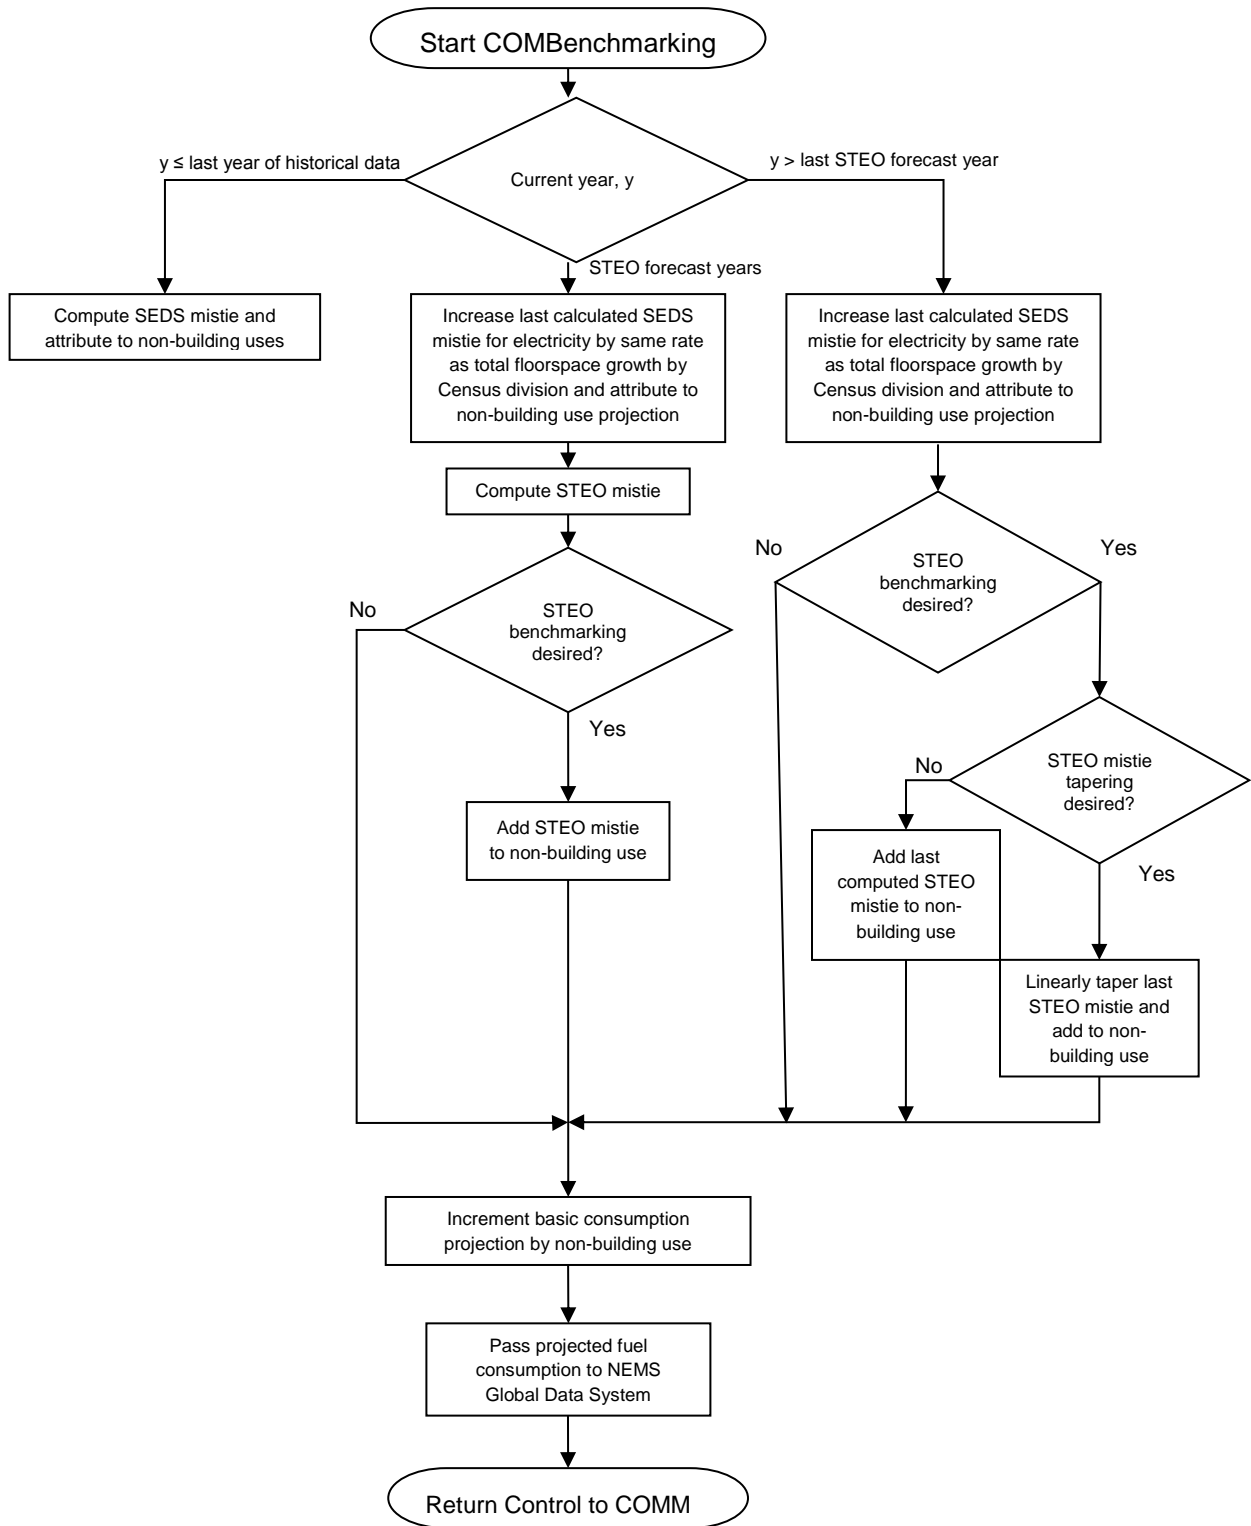 Start COMBenchmarking
y ≤ last year of historical data
Current year, y
y > last STEO forecast year
STEO forecast years
Compute SEDS mistie and
attribute to non-building uses
Increase last calculated SEDS
mistie for electricity by same rate
as total floorspace growth by
Census division and attribute to
non-building use projection
Increase last calculated SEDS
mistie for electricity by same rate
as total floorspace growth by
Census division and attribute to
non-building use projection
Compute STEO mistie
No
STEO
benchmarking
desired?
Yes
No
STEO
benchmarking
desired?
Yes
Add STEO mistie
to non-building use
No
STEO mistie
tapering
desired?
Yes
Add last
computed STEO
mistie to non-
building use
Linearly taper last
STEO mistie and
add to non-
building use
Increment basic consumption
projection by non-building use
Pass projected fuel
consumption to NEMS
Global Data System
Return Control to COMM